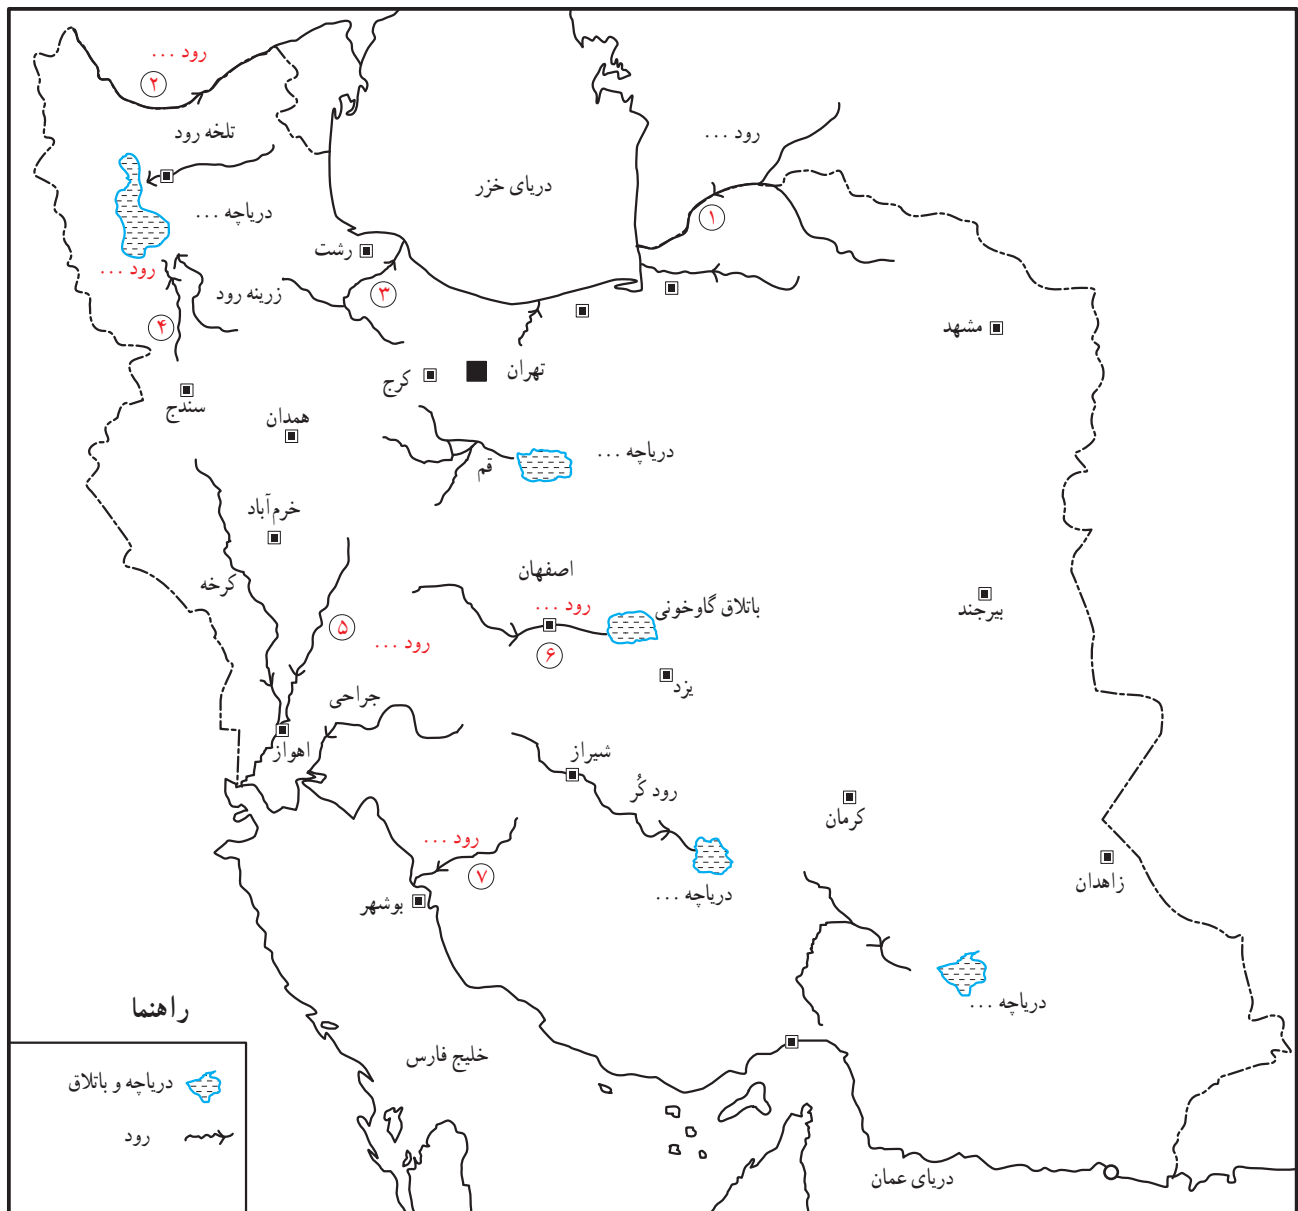 رود ...
۲
تلخه رود
رود ...
دریای خزر
۱
دریاچه ...
رشت
رود ...
زرینه رود
۳
۴
مشهد
تهران
کرج
سنندج
همدان
دریاچه ...
قم
خرم‌آباد
کرخه
اصفهان
رود ...
باتلاق گاوخونی
بیرجند
۵
رود ...
۶
یزد
جراحی
اهواز
شیراز
رود کُر
کرمان
رود ...
۷
زاهدان
دریاچه ...
بوشهر
دریاچه ...
راهنما
خلیج فارس
دریاچه و باتلاق
رود
دریای عمان